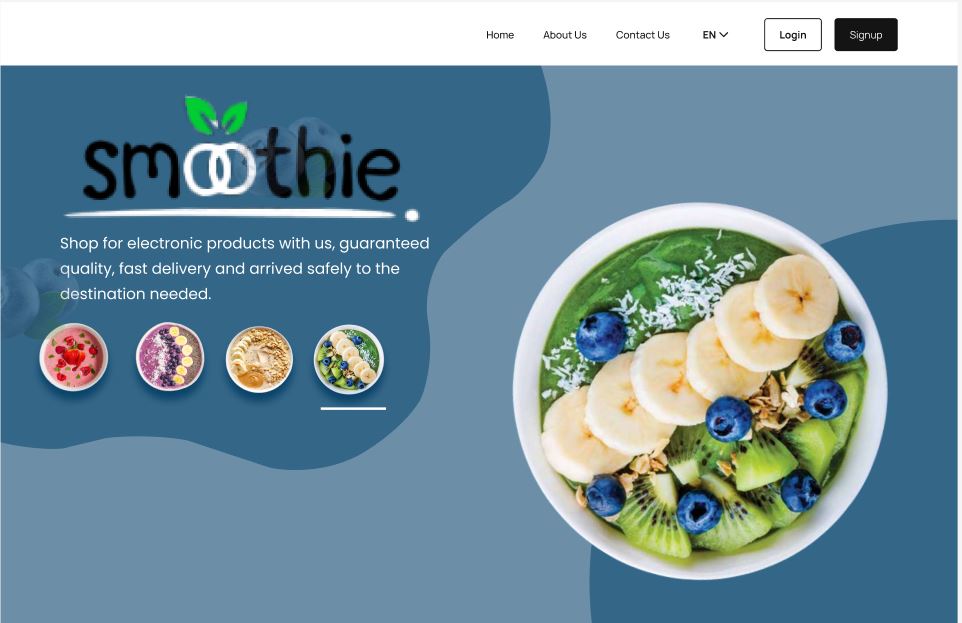 Home About Us Contact Us EN Login Signup
smoothie
Shop for electronic products with us, guaranteed
quality, fast delivery and arrived safely to the
destination needed.